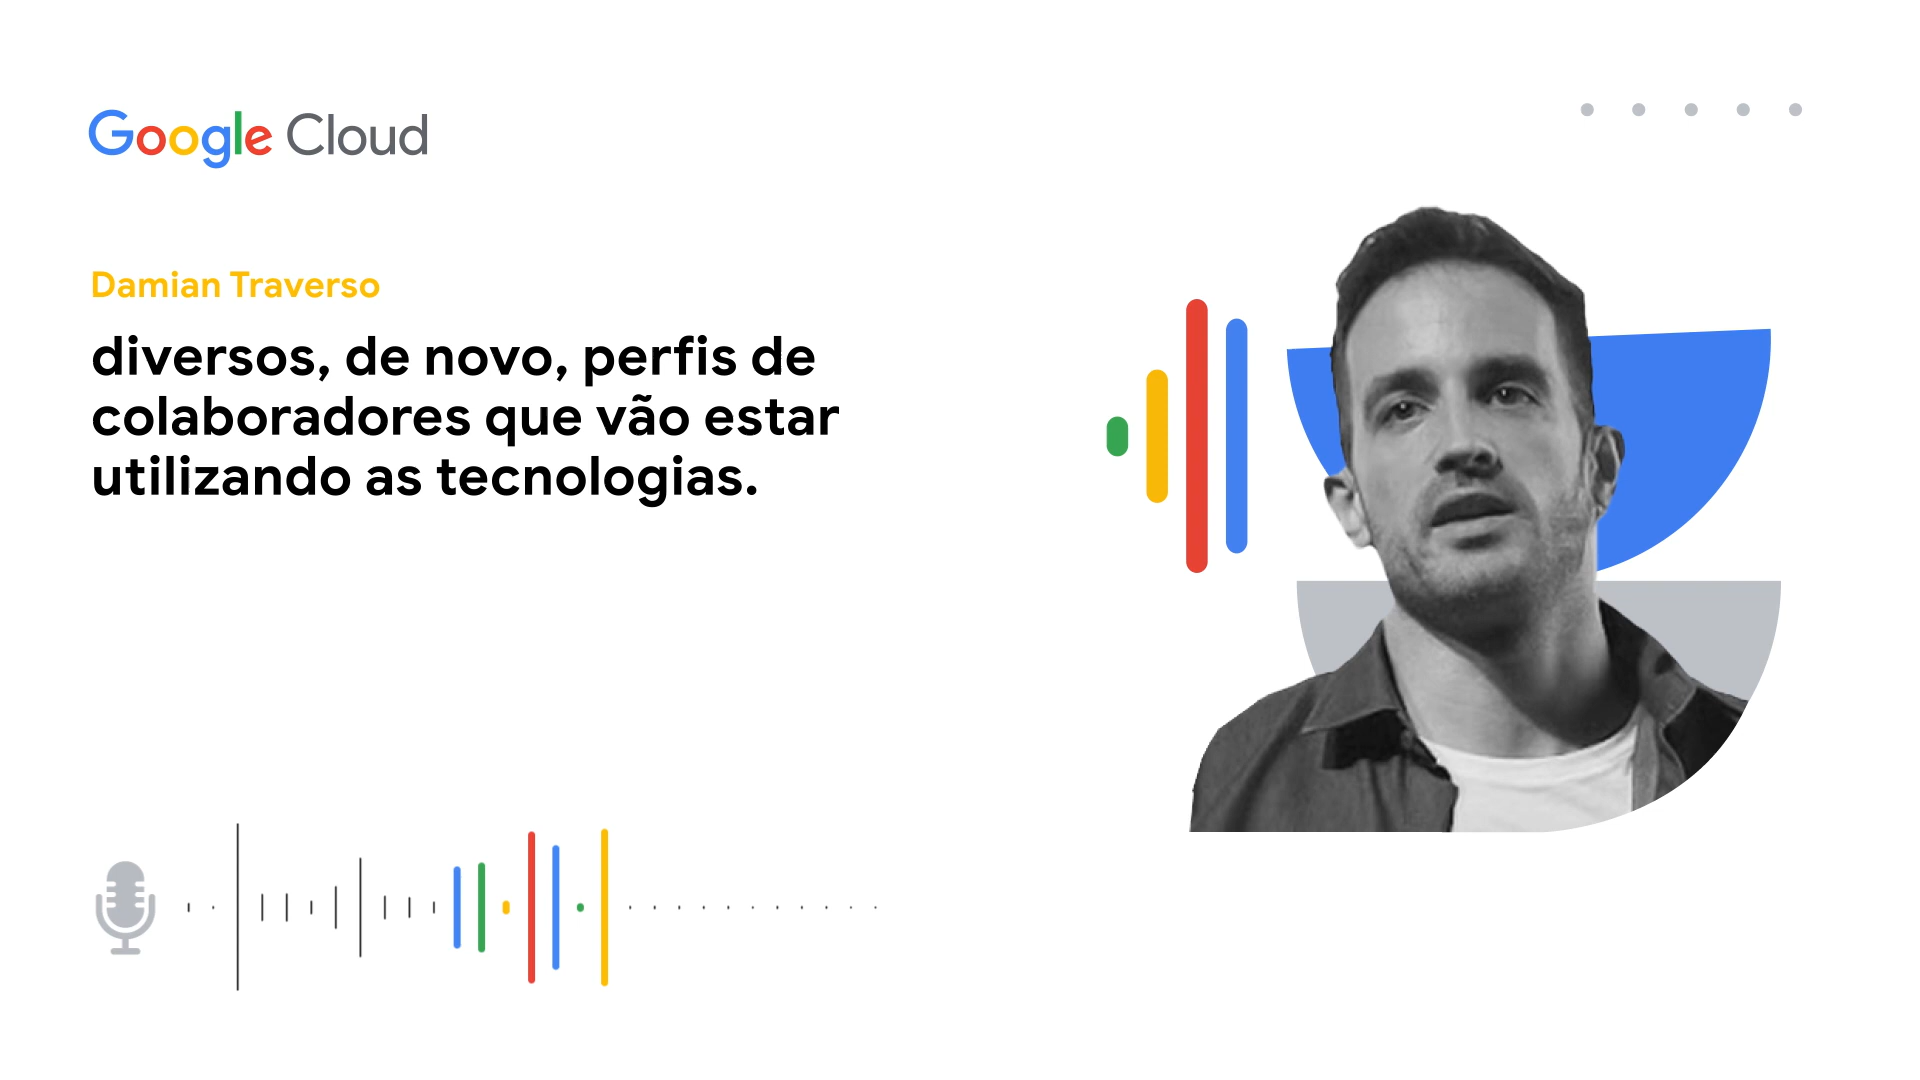 Google Cloud
Damian Traverso
diversos, de novo, perfis de
colaboradores que vão estar
utilizando as tecnologias.